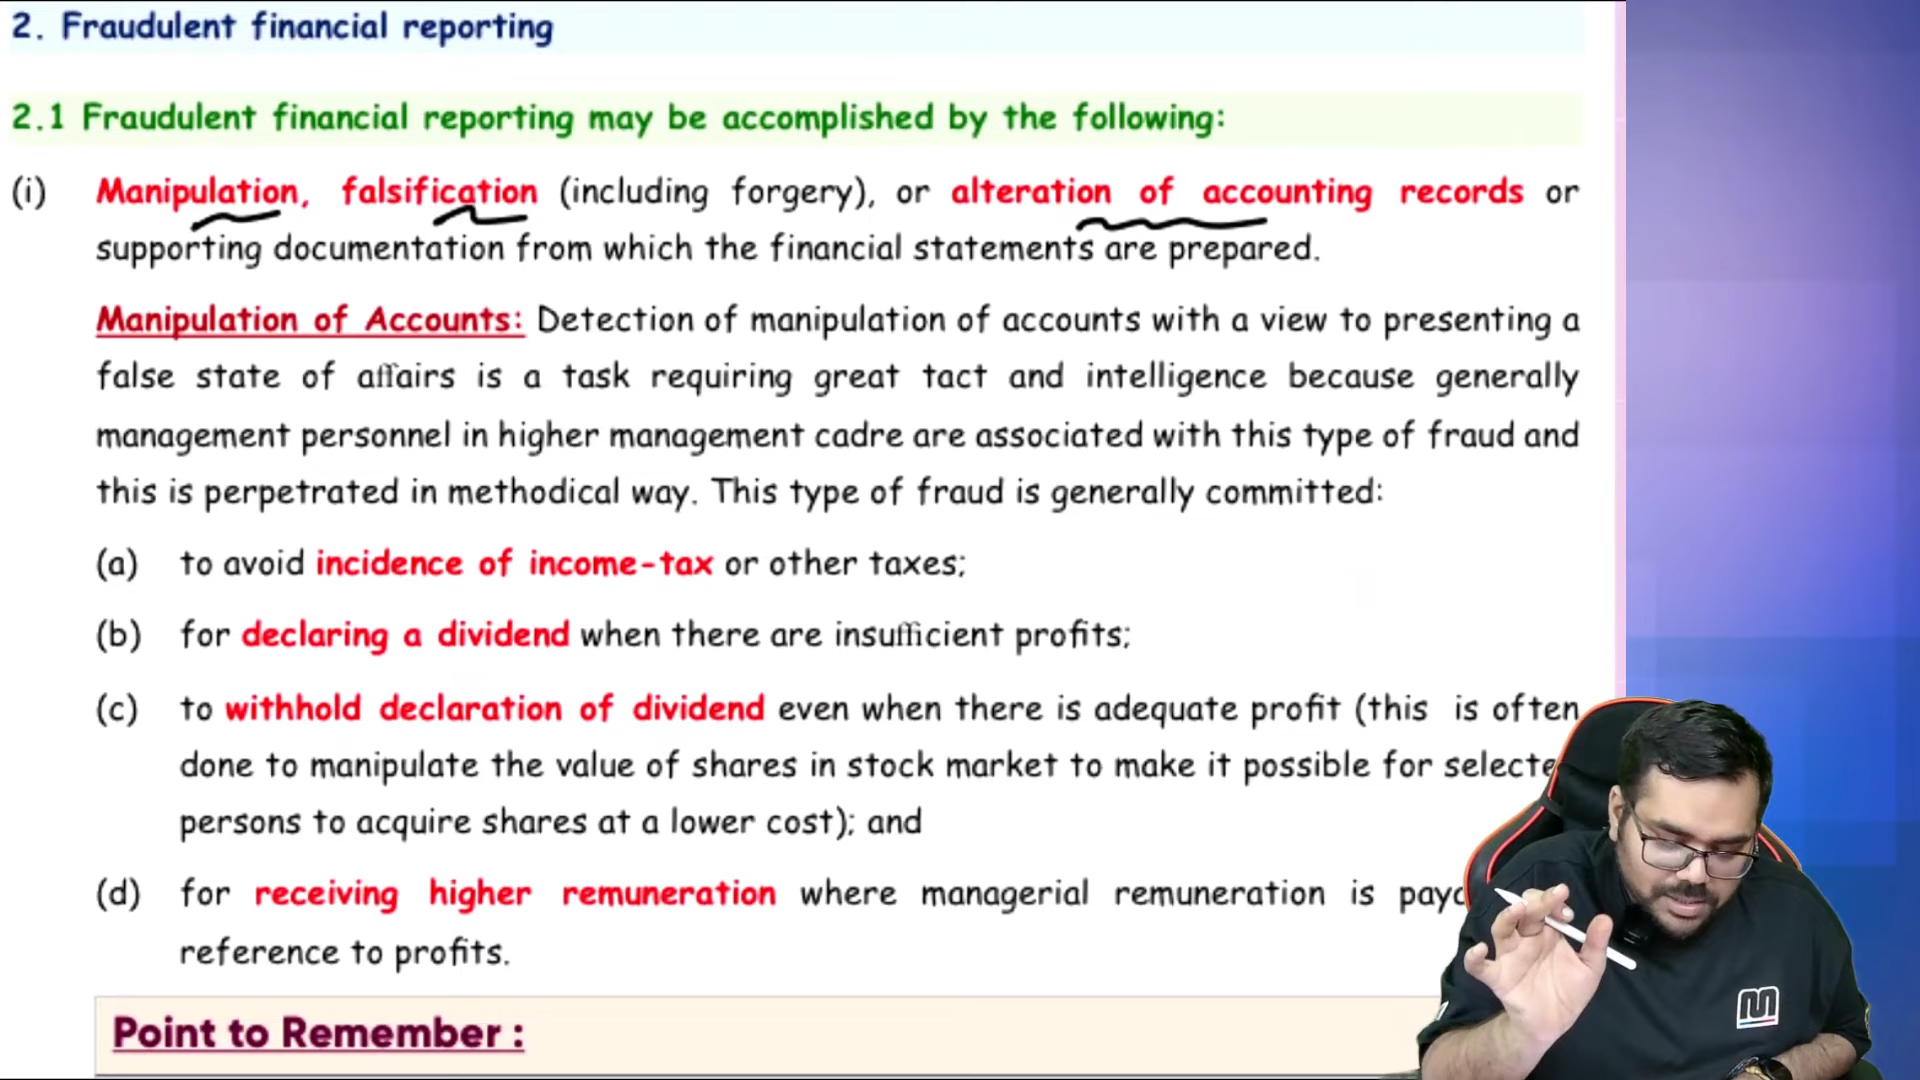 2. Fraudulent financial reporting
2.1 Fraudulent financial reporting may be accomplished by the following:
(i) Manipulation, falsification (including forgery), or alteration of accounting records or
supporting documentation from which the financial statements are prepared.
Manipulation of Accounts: Detection of manipulation of accounts with a view to presenting a
false state of affairs is a task requiring great tact and intelligence because generally
management personnel in higher management cadre are associated with this type of fraud and
this is perpetrated in methodical way. This type of fraud is generally committed:
(a) to avoid incidence of income-tax or other taxes;
(b) for declaring a dividend when there are insufficient profits;
(c) to withhold declaration of dividend even when there is adequate profit (this is often
done to manipulate the value of shares in stock market to make it possible for
persons to acquire shares at a lower cost); and
(d) for receiving higher remuneration where managerial remuneration is
reference to profits.
Point to Remember :